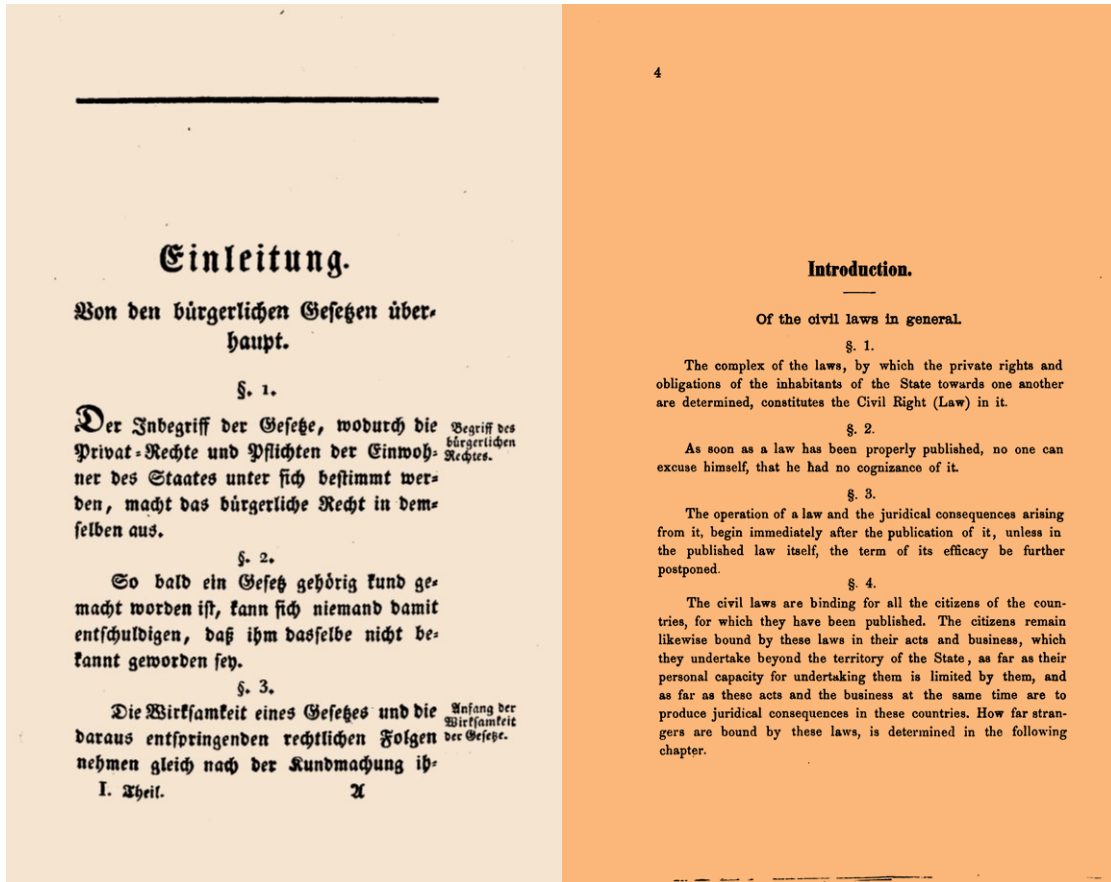 Einleitung.
Von den bürgerlichen Gesetzen über-
haupt.
§. 1.
Der Inbegriff der Gesetze, wodurch die
Privat-Rechte und Pflichten der Einwoh-
ner des Staates unter sich bestimmt wer-
den, macht das bürgerliche Recht in dem-
selben aus.
Begriff des
bürgerlichen
Rechtes.
§. 2.
So bald ein Gesetz gehörig kund ge-
macht worden ist, kann sich niemand damit
entschuldigen, daß ihm dasselbe nicht be-
kannt geworden sey.
§. 3.
Die Wirksamkeit eines Gesetzes und die
daraus entspringenden rechtlichen Folgen
nehmen gleich nach der Kundmachung ih-
Anfang der
Wirksamkeit
der Gesetze.
I. Theil. A
4
Introduction.
Of the civil laws in general.
§. 1.
The complex of the laws, by which the private rights and
obligations of the inhabitants of the State towards one another
are determined, constitutes the Civil Right (Law) in it.
§. 2.
As soon as a law has been properly published, no one can
excuse himself, that he had no cognizance of it.
§. 3.
The operation of a law and the juridical consequences arising
from it, begin immediately after the publication of it, unless in
the published law itself, the term of its efficacy be further
postponed.
§. 4.
The civil laws are binding for all the citizens of the coun-
tries, for which they have been published. The citizens remain
likewise bound by these laws in their acts and business, which
they undertake beyond the territory of the State, as far as their
personal capacity for undertaking them is limited by them, and
as far as these acts and the business at the same time are to
produce juridical consequences in these countries. How far stran-
gers are bound by these laws, is determined in the following
chapter.